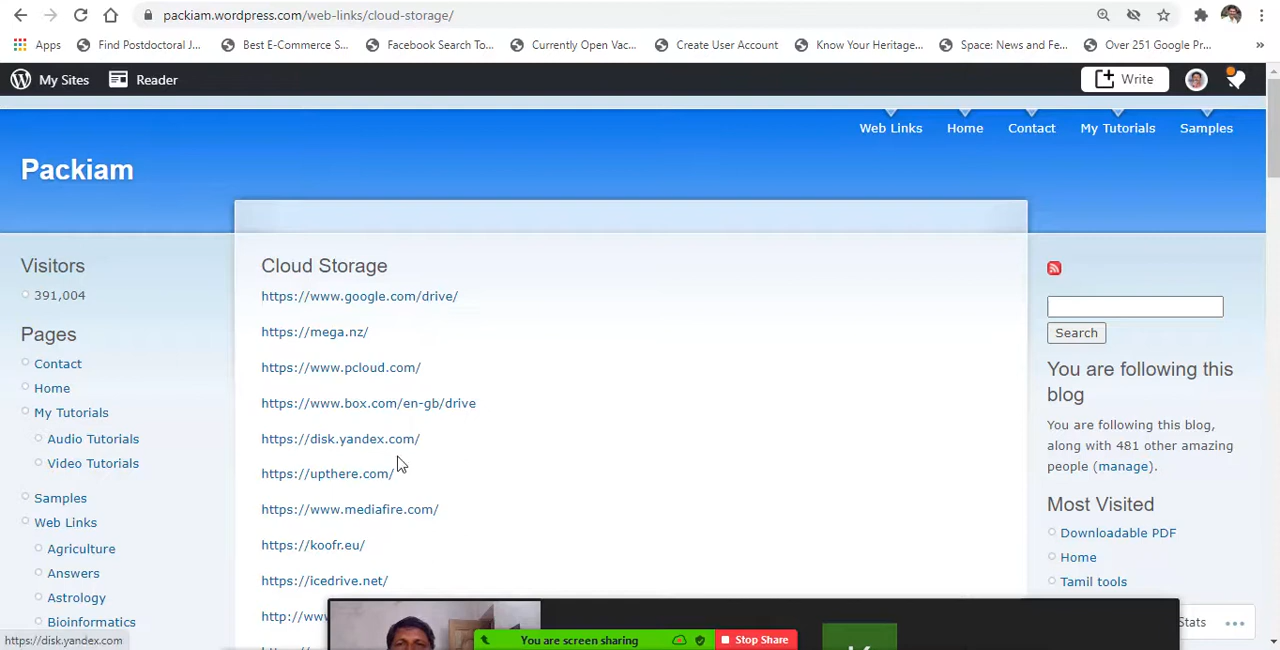 packiam.wordpress.com/web-links/cloud-storage/
Apps
Find Postdoctoral J...
Best E-Commerce S...
Facebook Search To...
Currently Open Vac...
Create User Account
Know Your Heritage...
Space: News and Fe...
Over 251 Google Pr...
»
My Sites
Reader
Write
Web Links
Home
Contact
My Tutorials
Samples
Packiam
Visitors
391,004
Pages
Contact
Home
My Tutorials
Audio Tutorials
Video Tutorials
Samples
Web Links
Agriculture
Answers
Astrology
Bioinformatics
Cloud Storage
https://www.google.com/drive/
https://mega.nz/
https://www.pcloud.com/
https://www.box.com/en-gb/drive
https://disk.yandex.com/
https://upthere.com/
https://www.mediafire.com/
https://koofr.eu/
https://icedrive.net/
Search
You are following this
blog
You are following this blog,
along with 481 other amazing
people (manage).
Most Visited
Downloadable PDF
Home
Tamil tools
Stats
https://disk.yandex.com
You are screen sharing
Stop Share